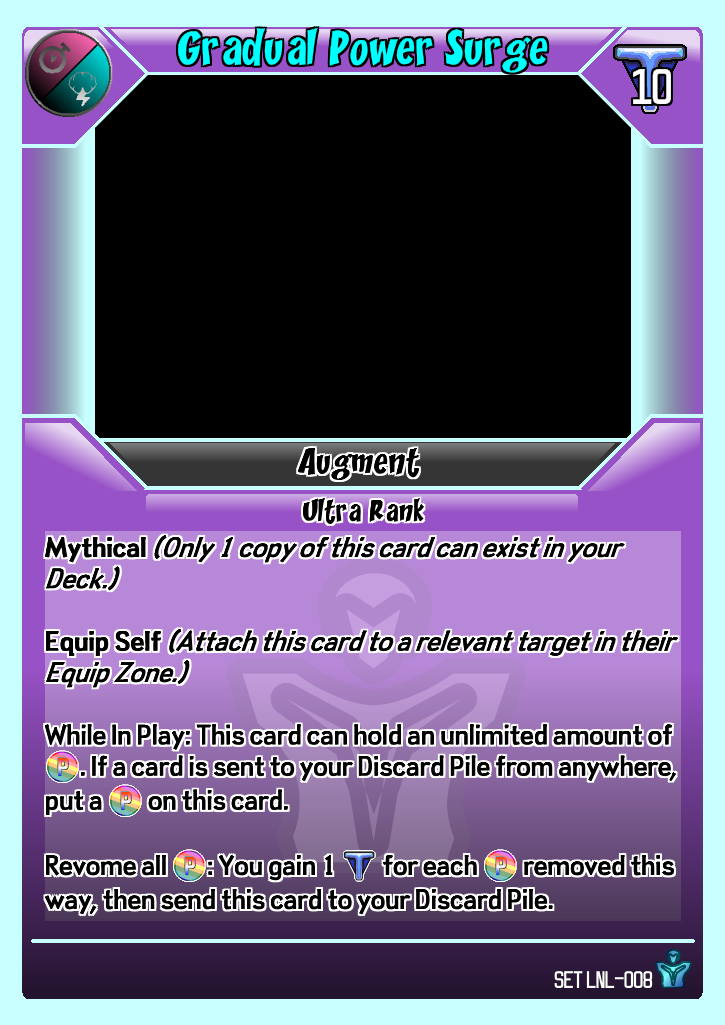 Gradual Power Surge
10
Augment
Ultra Rank
Mythical (Only 1 copy of this card can exist in your
Deck.)
Equip Self (Attach this card to a relevant target in their
Equip Zone.)
While In Play: This card can hold an unlimited amount of
P. If a card is sent to your Discard Pile from anywhere,
put a P on this card.
Revome all P: You gain 1 T for each P removed this
way, then send this card to your Discard Pile.
SET LNL-008